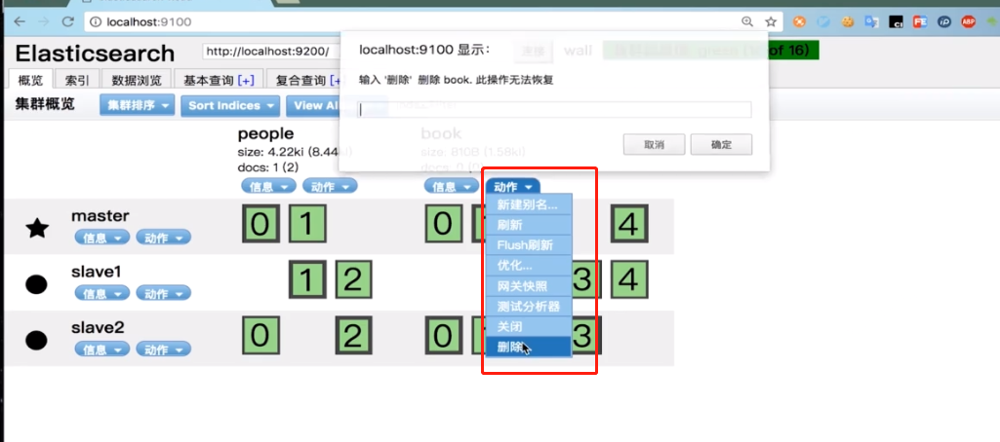 localhost:9100
Elasticsearch
http://localhost:9200/
连接
wall
of 16)
localhost:9100 显示：
输入 '删除' 删除 book. 此操作无法恢复
取消
确定
概览
索引
数据浏览
基本查询 [+]
复合查询 [+
集群概览
集群排序
Sort Indices
View Al
people
size: 4.22ki (8.44
docs: 1 (2)
信息
动作
book
size: 810B (1.58ki)
docs: 0 (0)
信息
动作
新建别名...
刷新
Flush刷新
优化...
网关快照
测试分析器
关闭
删除
master
信息
动作
0 1 0 4
slave1
信息
动作
1 2 3 4
slave2
信息
动作
0 2 0 3